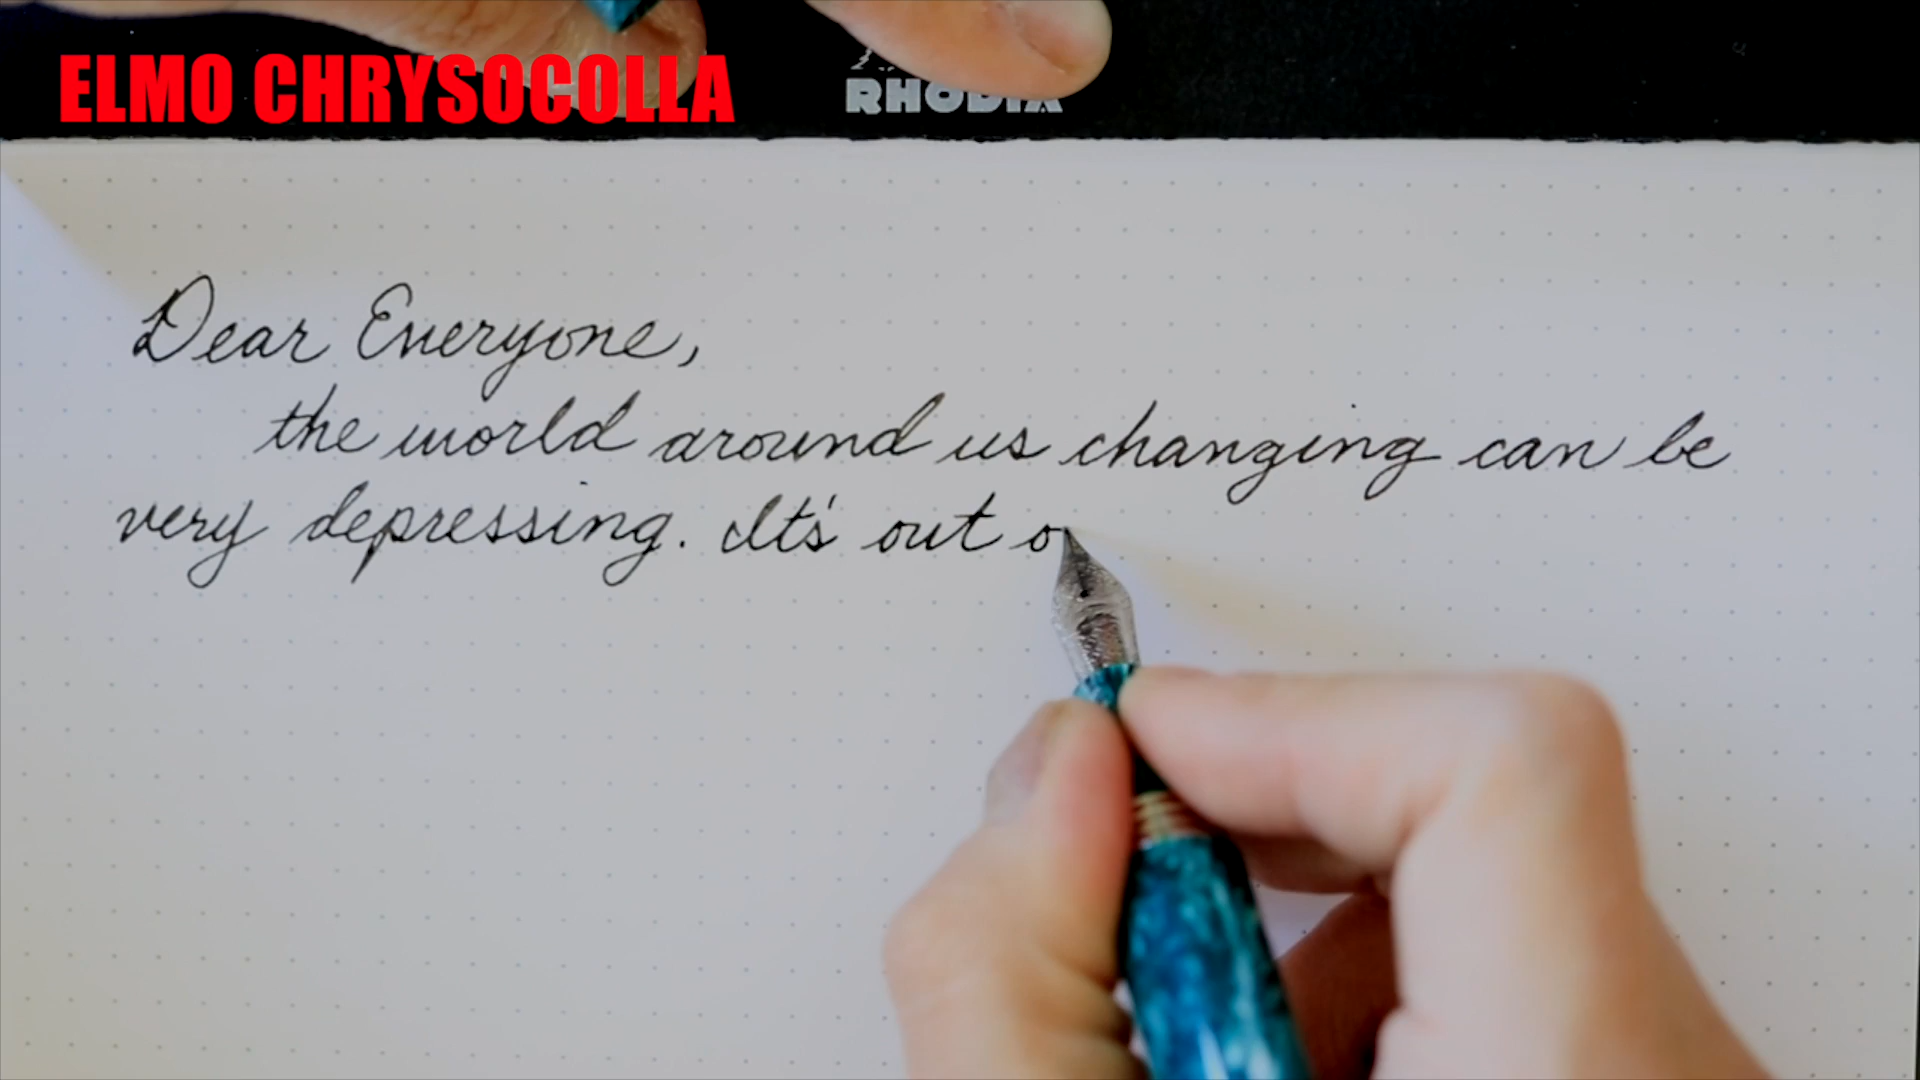 ELMO CHRYSOCOLLA
RHODIA
Dear Everyone,
the world around us changing can be
very depressing. It's out o